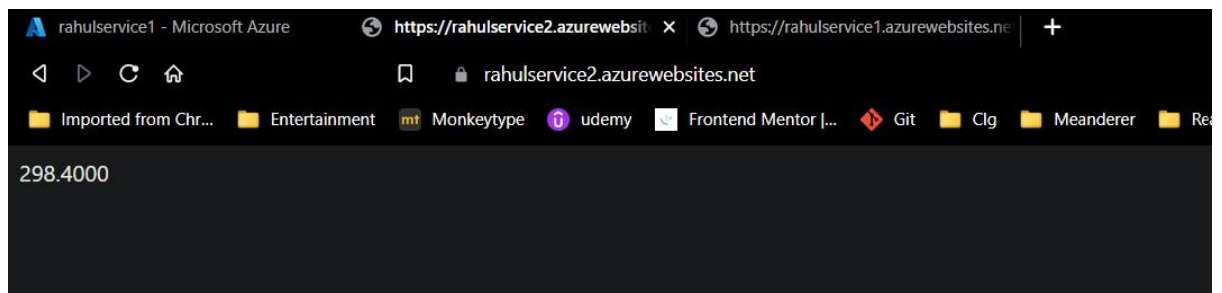 rahulservice1 - Microsoft Azure https://rahulservice2.azurewebsit https://rahulservice1.azurewebsites.ne
rahulservice2.azurewebsites.net
Imported from Chr... Entertainment mt Monkeytype udemy Frontend Mentor |... Git Clg Meanderer Rea
298.4000